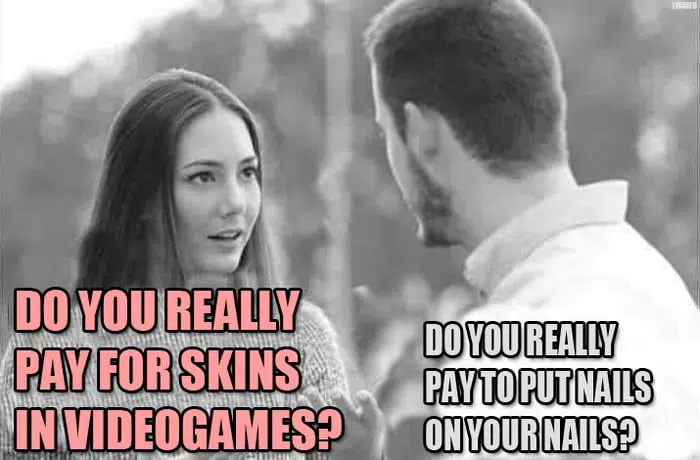 DO YOU REALLY
PAY FOR SKINS
IN VIDEOGAMES?
DO YOU REALLY
PAY TO PUT NAILS
ON YOUR NAILS?